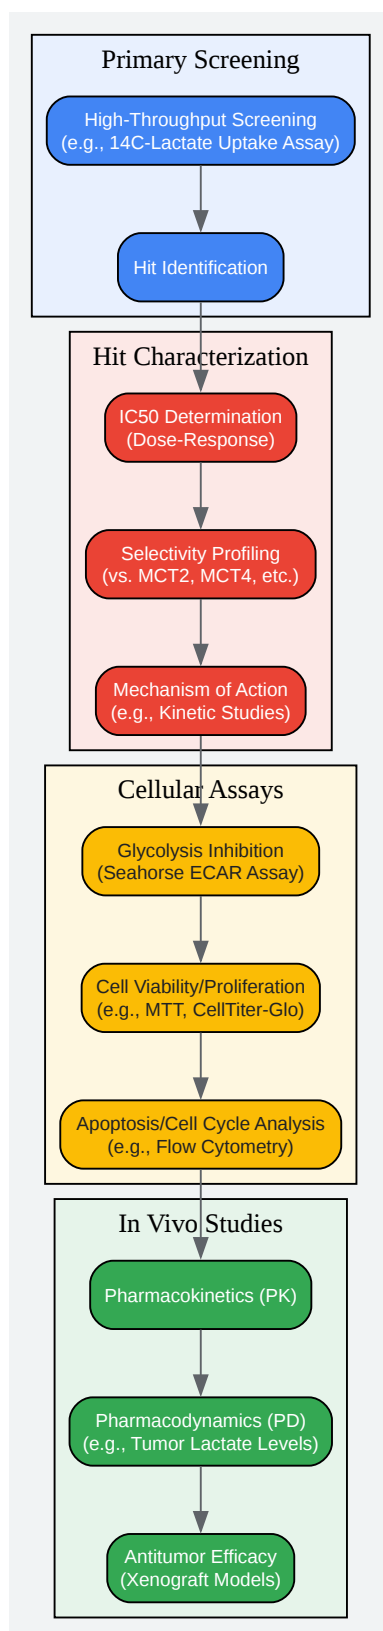 Primary Screening
High-Throughput Screening
(e.g., 14C-Lactate Uptake Assay)
Hit Identification
Hit Characterization
IC50 Determination
(Dose-Response)
Selectivity Profiling
(vs. MCT2, MCT4, etc.)
Mechanism of Action
(e.g., Kinetic Studies)
Cellular Assays
Glycolysis Inhibition
(Seahorse ECAR Assay)
Cell Viability/Proliferation
(e.g., MTT, CellTiter-Glo)
Apoptosis/Cell Cycle Analysis
(e.g., Flow Cytometry)
In Vivo Studies
Pharmacokinetics (PK)
Pharmacodynamics (PD)
(e.g., Tumor Lactate Levels)
Antitumor Efficacy
(Xenograft Models)